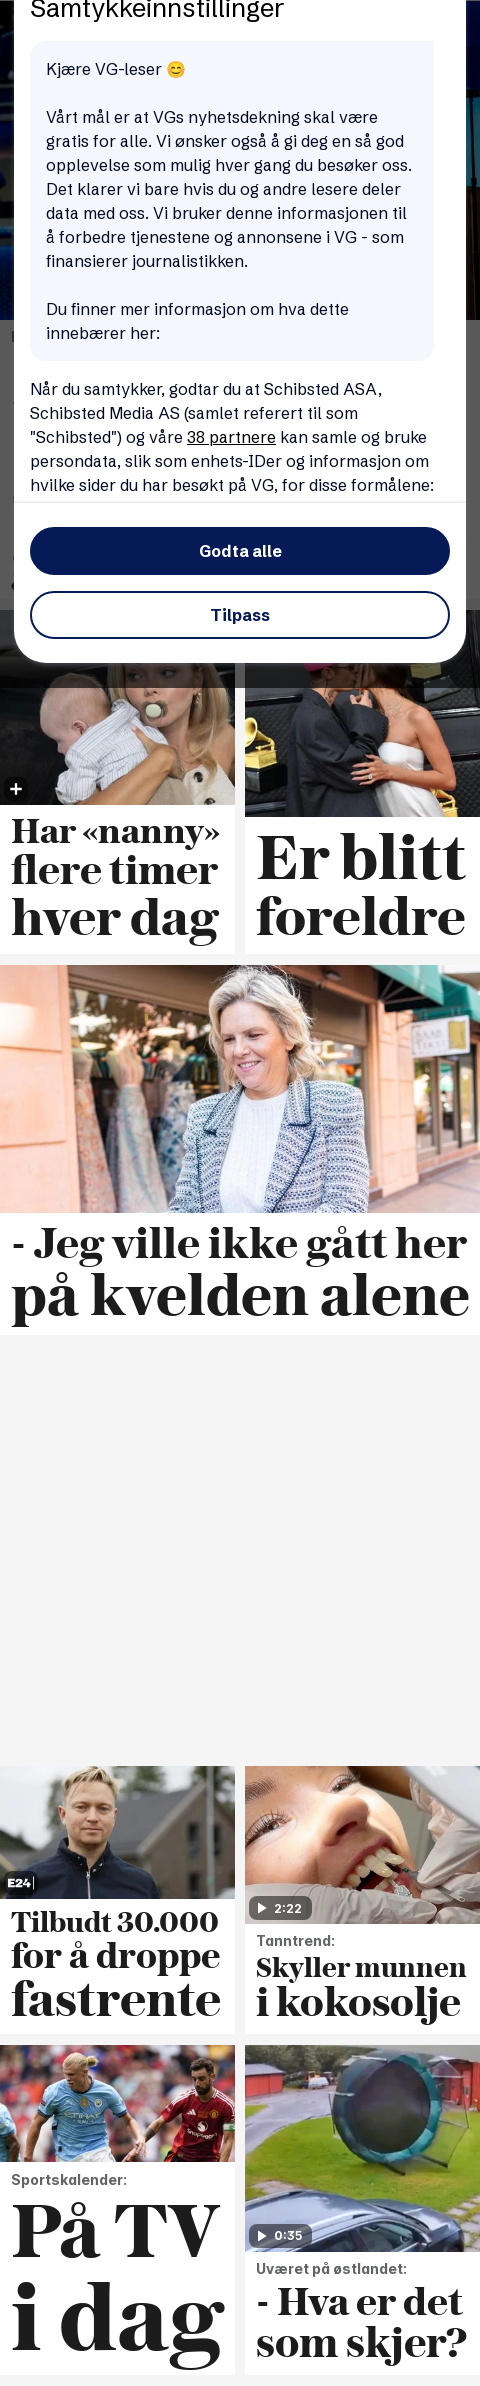 Samtykkeinnstillinger
Kjære VG-leser 😊
Vårt mål er at VGs nyhetsdekning skal være
gratis for alle. Vi ønsker også å gi deg en så god
opplevelse som mulig hver gang du besøker oss.
Det klarer vi bare hvis du og andre lesere deler
data med oss. Vi bruker denne informasjonen til
å forbedre tjenestene og annonsene i VG - som
finansierer journalistikken.
Du finner mer informasjon om hva dette
innebærer her:
Når du samtykker, godtar du at Schibsted ASA,
Schibsted Media AS (samlet referert til som
"Schibsted") og våre 38 partnere kan samle og bruke
persondata, slik som enhets-IDer og informasjon om
hvilke sider du har besøkt på VG, for disse formålene:
Godta alle
Tilpass
Har «nanny»
flere timer
hver dag
Er blitt
foreldre
- Jeg ville ikke gått her
på kvelden alene
E24
Tilbudt 30.000
for å droppe
fastrente
2:22
Tanntrend:
Skyller munnen
i kokosolje
Sportskalender:
På TV
i dag
0:35
Uværet på østlandet:
- Hva er det
som skjer?